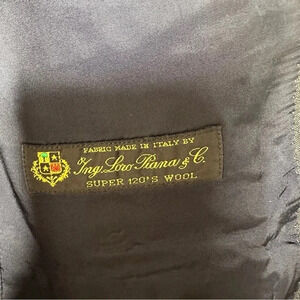 FABRIC MADE IN ITALY BY
Ing. Loro Piana & C.
SUPER 120'S WOOL